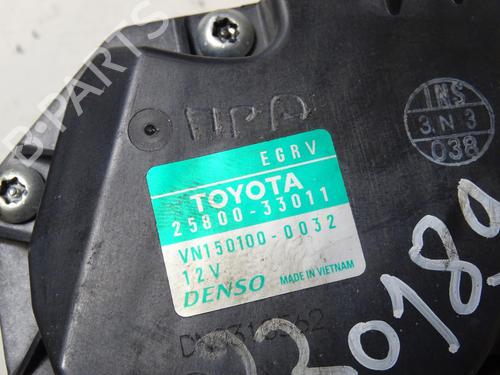 INS
3.N 3
038
EGRV
TOYOTA
25800-33011
VN150100-0032
12V
DENSO MADE IN VIETNAM
B-PARTS